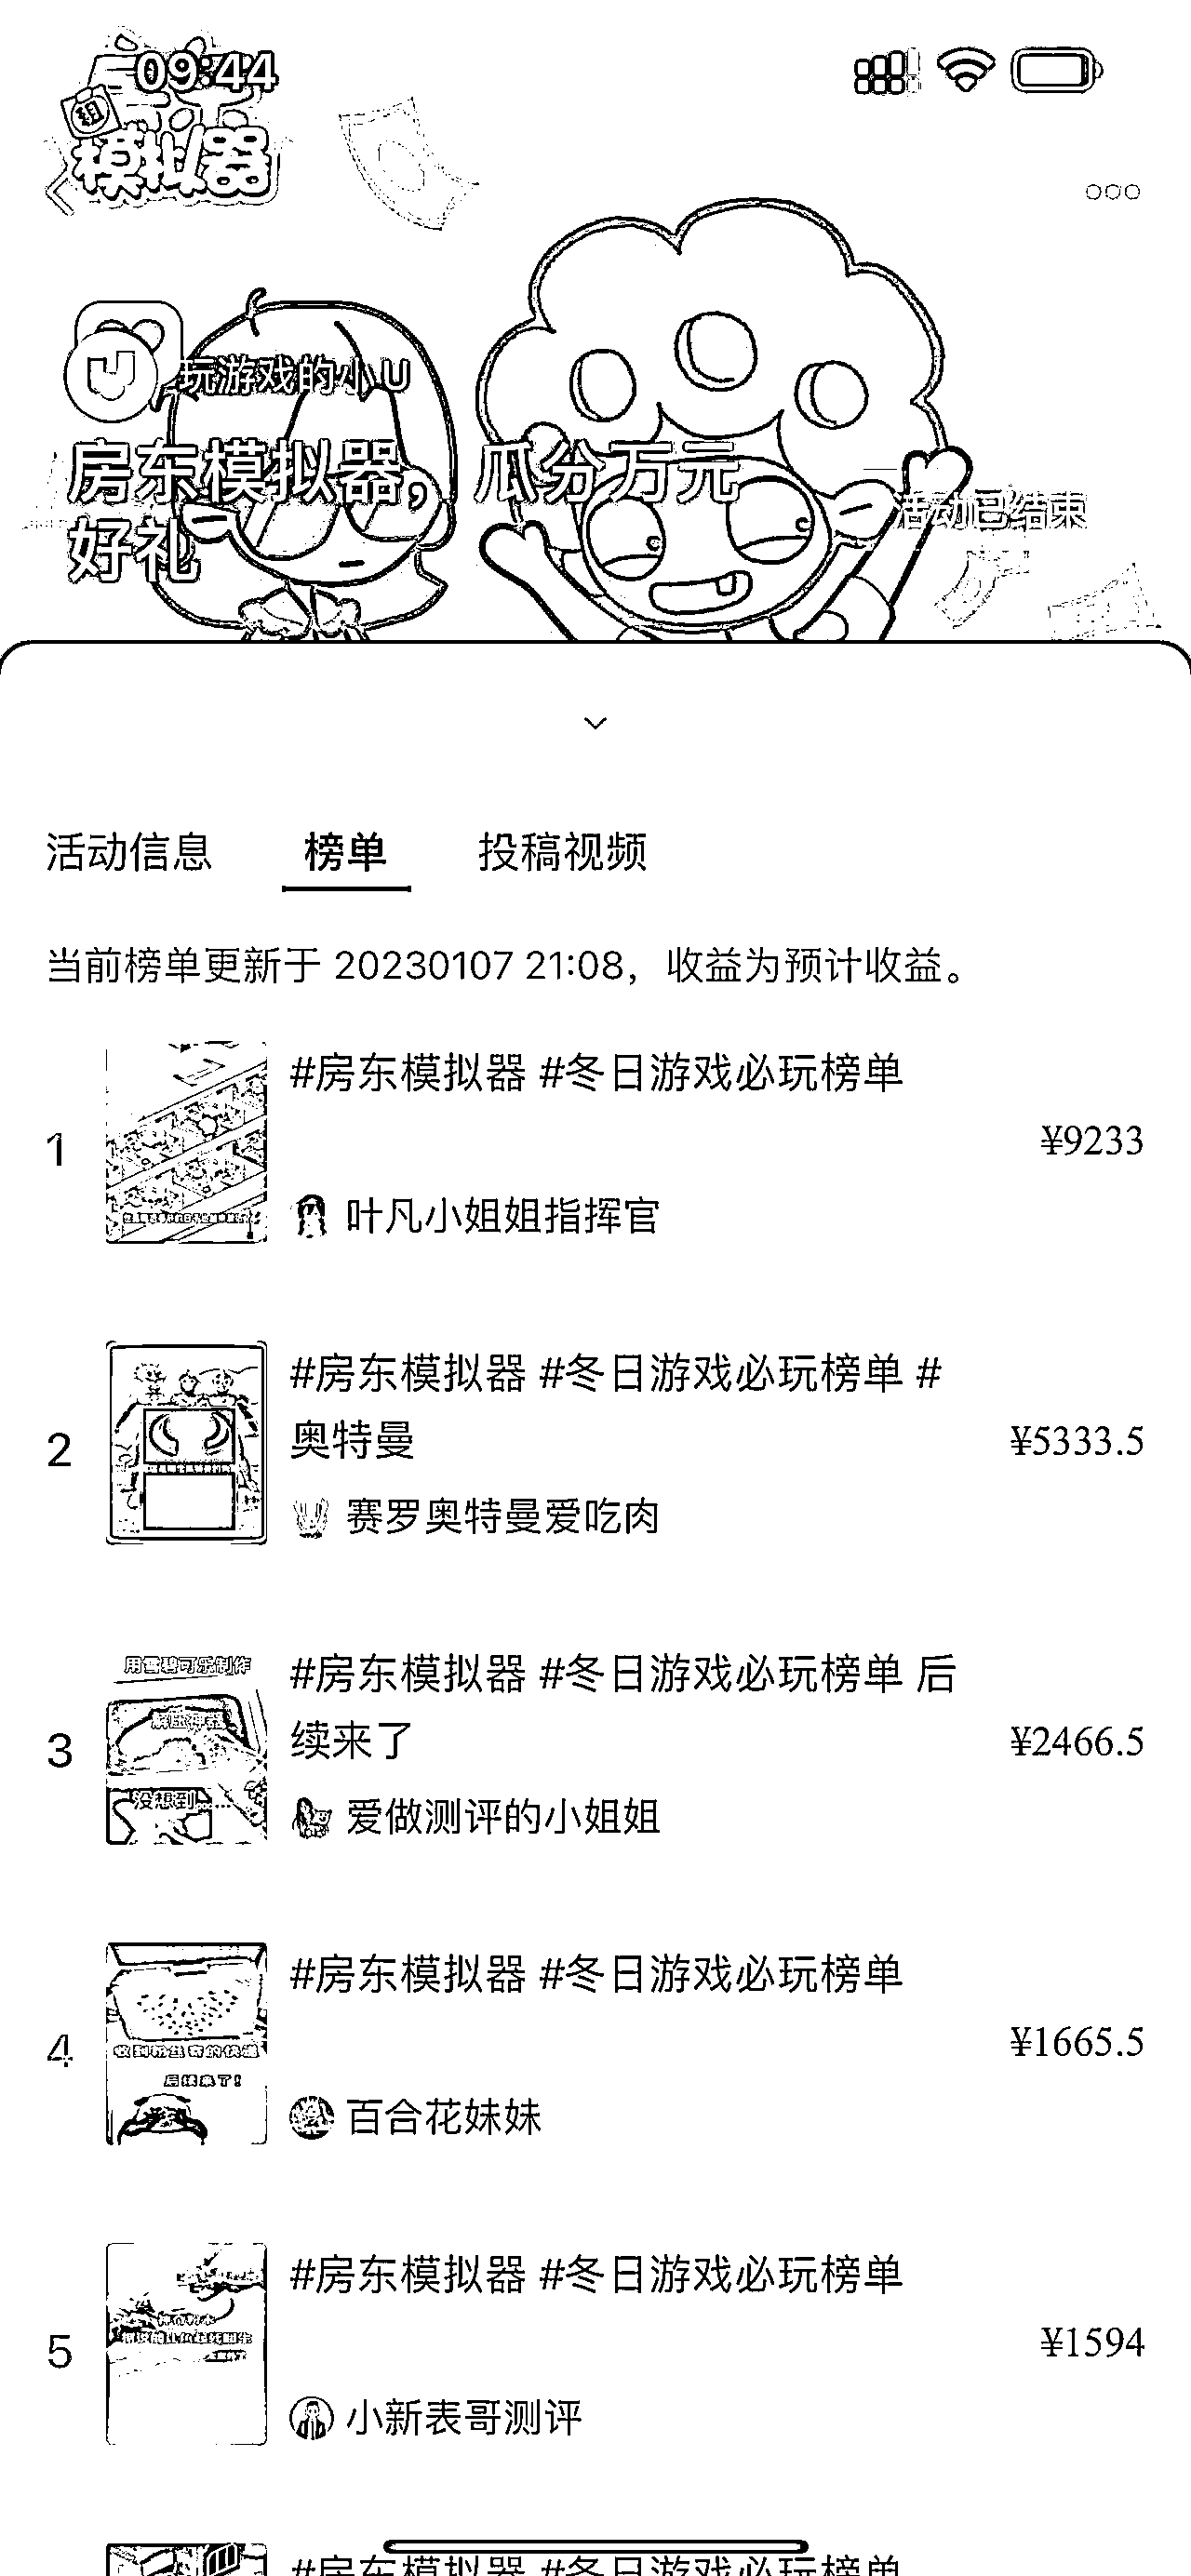 09:44
租
模拟器
玩游戏的小U
房东模拟器，瓜分万元
好礼
活动已结束
活动信息 榜单 投稿视频
当前榜单更新于 20230107 21:08，收益为预计收益。
#房东模拟器 #冬日游戏必玩榜单
1 ¥9233
叶凡小姐姐指挥官
#房东模拟器 #冬日游戏必玩榜单 #
奥特曼
2 ¥5333.5
赛罗奥特曼爱吃肉
用雪碧可乐制作
解压神器
没想到……
#房东模拟器 #冬日游戏必玩榜单 后
续来了
3 ¥2466.5
爱做测评的小姐姐
#房东模拟器 #冬日游戏必玩榜单
4 ¥1665.5
收到粉丝寄的快递
后续来了！
百合花妹妹
#房东模拟器 #冬日游戏必玩榜单
5 ¥1594
小新表哥测评
#房东模拟器 #冬日游戏必玩榜单